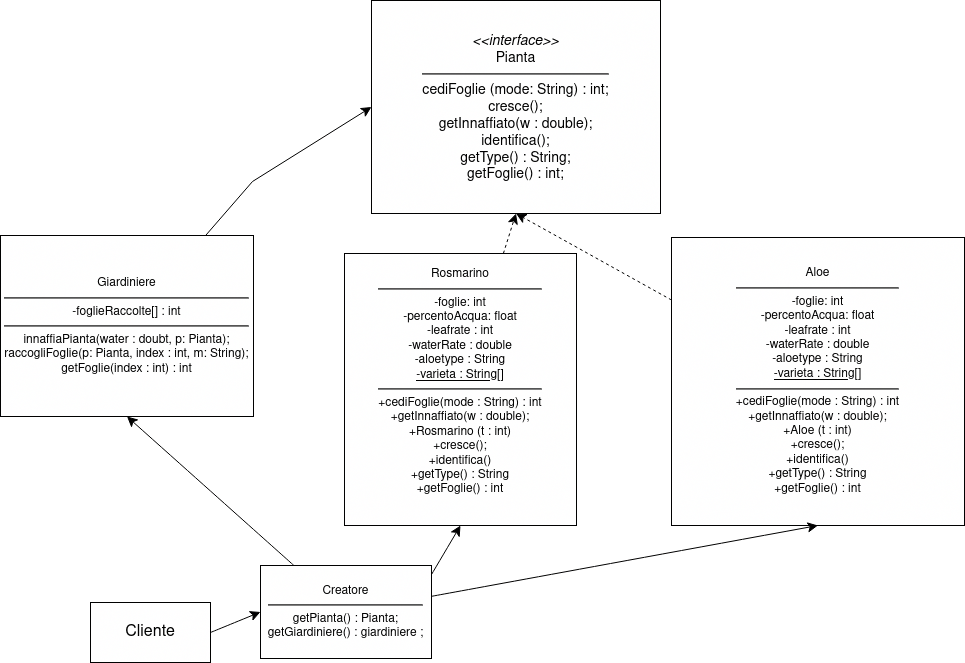 <<interface>>
Pianta
cediFoglie (mode: String) : int;
cresce();
getInnaffiato(w : double);
identifica();
getType() : String;
getFoglie() : int;
Giardiniere
-foglieRaccolte[] : int
innaffiaPianta(water : doubt, p: Pianta);
raccogliFoglie(p: Pianta, index : int, m: String);
getFoglie(index : int) : int
Rosmarino
-foglie: int
-percentoAcqua: float
-leafrate : int
-waterRate : double
-aloetype : String
-varieta : String[]
+cediFoglie(mode : String) : int
+getInnaffiato(w : double);
+Rosmarino (t : int)
+cresce();
+identifica()
+getType() : String
+getFoglie() : int
Aloe
-foglie: int
-percentoAcqua: float
-leafrate : int
-waterRate : double
-aloetype : String
-varieta : String[]
+cediFoglie(mode : String) : int
+getInnaffiato(w : double);
+Aloe (t : int)
+cresce();
+identifica()
+getType() : String
+getFoglie() : int
Creatore
getPianta() : Pianta;
getGiardiniere() : giardiniere ;
Cliente